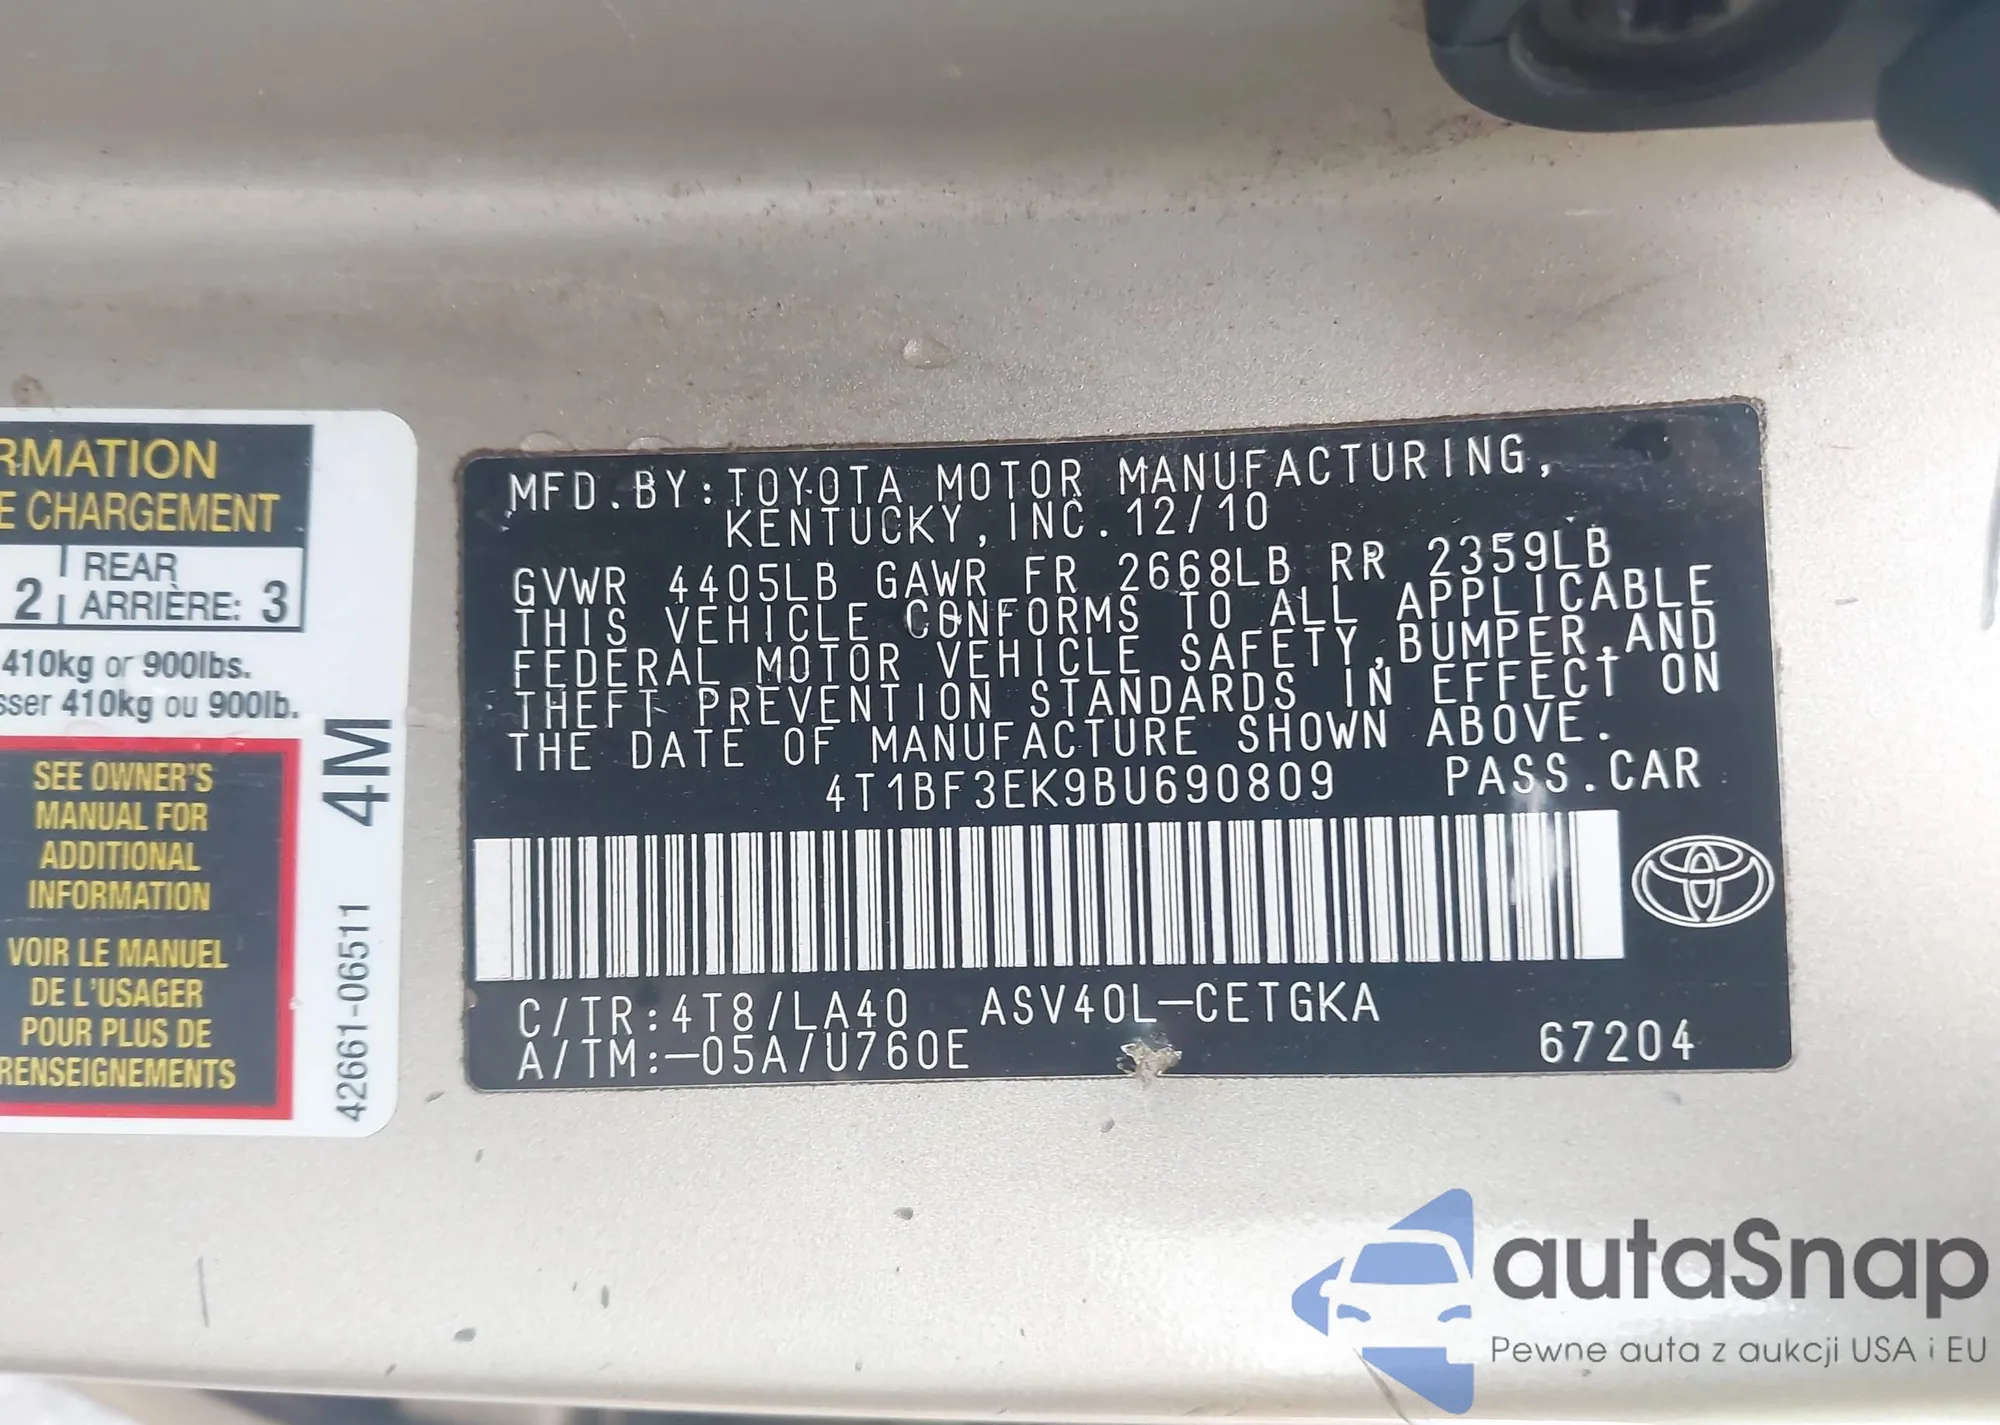 RMATION
E CHARGEMENT
2 REAR
ARRIÈRE: 3
410kg or 900lbs.
sser 410kg ou 900lb.
SEE OWNER'S
MANUAL FOR
ADDITIONAL
INFORMATION
VOIR LE MANUEL
DE L'USAGER
POUR PLUS DE
RENSEIGNEMENTS
4M
42661-06511
MFD.BY:TOYOTA MOTOR MANUFACTURING,
KENTUCKY,INC.12/10
GVWR 4405LB GAWR FR 2668LB RR 2359LB
THIS VEHICLE CONFORMS TO ALL APPLICABLE
FEDERAL MOTOR VEHICLE SAFETY,BUMPER,AND
THEFT PREVENTION STANDARDS IN EFFECT ON
THE DATE OF MANUFACTURE SHOWN ABOVE.
4T1BF3EK9BU690809 PASS.CAR
C/TR:4T8/LA40 ASV40L-CETGKA
A/TM:-05A/U760E 67204
autaSnap
Pewne auta z aukcji USA i EU